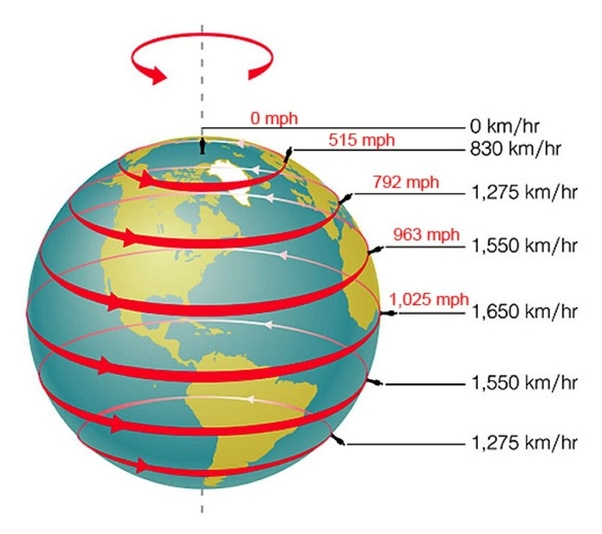 0 mph 0 km/hr
515 mph 830 km/hr
792 mph 1,275 km/hr
963 mph 1,550 km/hr
1,025 mph 1,650 km/hr
1,550 km/hr
1,275 km/hr